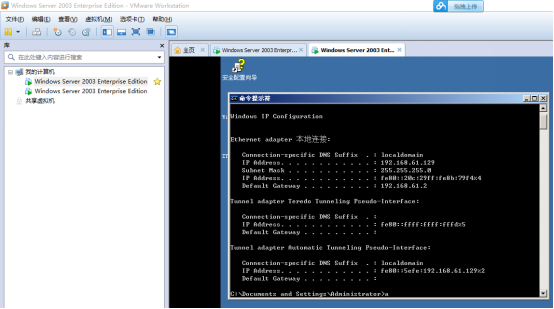 Windows Server 2003 Enterprise Edition - VMware Workstation
拖拽上传
文件(F) 编辑(E) 查看(V) 虚拟机(M) 选项卡(T) 帮助(H)
库
在此处键入内容进行搜索
我的计算机
Windows Server 2003 Enterprise Edition
Windows Server 2003 Enterprise Edition
共享虚拟机
主页
Windows Server 2003 Enterpr...
Windows Server 2003 Ent...
安全配置向导
命令提示符
Windows IP Configuration
Ethernet adapter 本地连接:
Connection-specific DNS Suffix . : localdomain
IP Address. . . . . . . . . . . . : 192.168.61.129
Subnet Mask . . . . . . . . . . . : 255.255.255.0
IP Address. . . . . . . . . . . . : fe80::20c:29ff:fe8b:79f4%4
Default Gateway . . . . . . . . . : 192.168.61.2
Tunnel adapter Teredo Tunneling Pseudo-Interface:
Connection-specific DNS Suffix . :
IP Address. . . . . . . . . . . . : fe80::ffff:ffff:fffd%5
Default Gateway . . . . . . . . . :
Tunnel adapter Automatic Tunneling Pseudo-Interface:
Connection-specific DNS Suffix . : localdomain
IP Address. . . . . . . . . . . . : fe80::5efe:192.168.61.129%2
Default Gateway . . . . . . . . . :
C:\Documents and Settings\Administrator>a